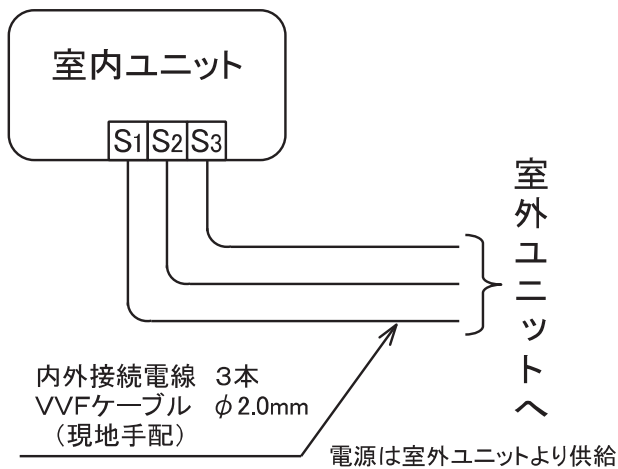 室内ユニット
S1 S2 S3
室外ユニットへ
内外接続電線 3本
VVFケーブル φ2.0mm
(現地手配)
電源は室外ユニットより供給